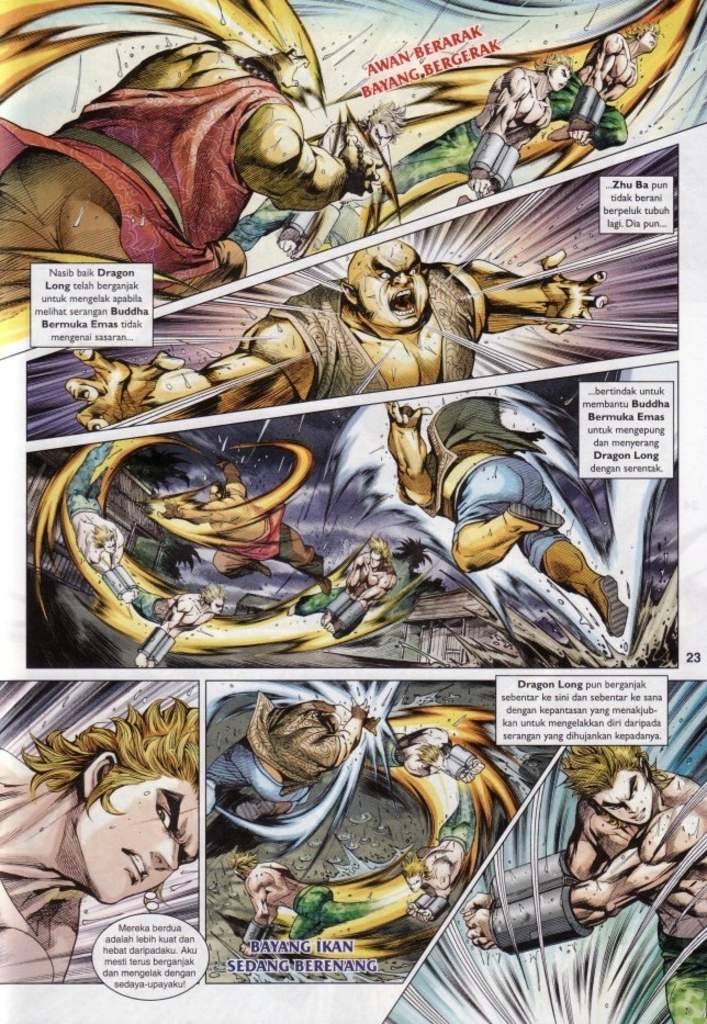 AWAN BERARAK
BAYANG BERGERAK
...Zhu Ba pun
tidak berani
berpeluk tubuh
lagi. Dia pun...
Nasib baik Dragon
Long telah berganjak
untuk mengelak apabila
melihat serangan Buddha
Bermuka Emas tidak
mengenai sasaran...
...bertindak untuk
membantu Buddha
Bermuka Emas
untuk mengepung
dan menyerang
Dragon Long
dengan serentak.
23
Dragon Long pun berganjak
sebentar ke sini dan sebentar ke sana
dengan kepantasan yang menakjub-
kan untuk mengelakkan diri daripada
serangan yang dihujankan kepadanya.
Mereka berdua
adalah lebih kuat dan
hebat daripadaku. Aku
mesti terus berganjak
dan mengelak dengan
sedaya-upayaku!
BAYANG IKAN
SEDANG BERENANG